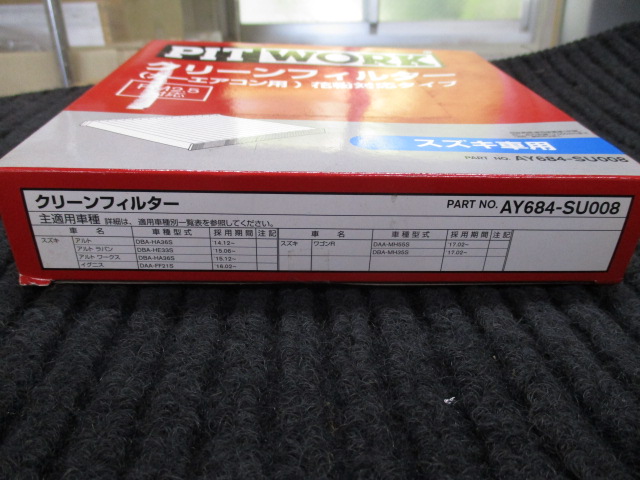 PIT WORK
クリーンフィルター
エアコン用)花粉対応タイプ
スズキ車用
PART NO. AY684-SU008
クリーンフィルター PART NO. AY684-SU008
主適用車種 詳細は、適用車種別一覧表を参照してください。
車 名 車種型式 採用期間 注記 車 名 車種型式 採用期間 注記
スズキ アルト DBA-HA36S 14.12~ スズキ ワゴンR DAA-MH55S 17.02~
アルト ラパン DBA-HE33S 15.06~ DBA-MH35S 17.02~
アルト ワークス DBA-HA36S 15.12~
イグニス DAA-FF21S 16.02~